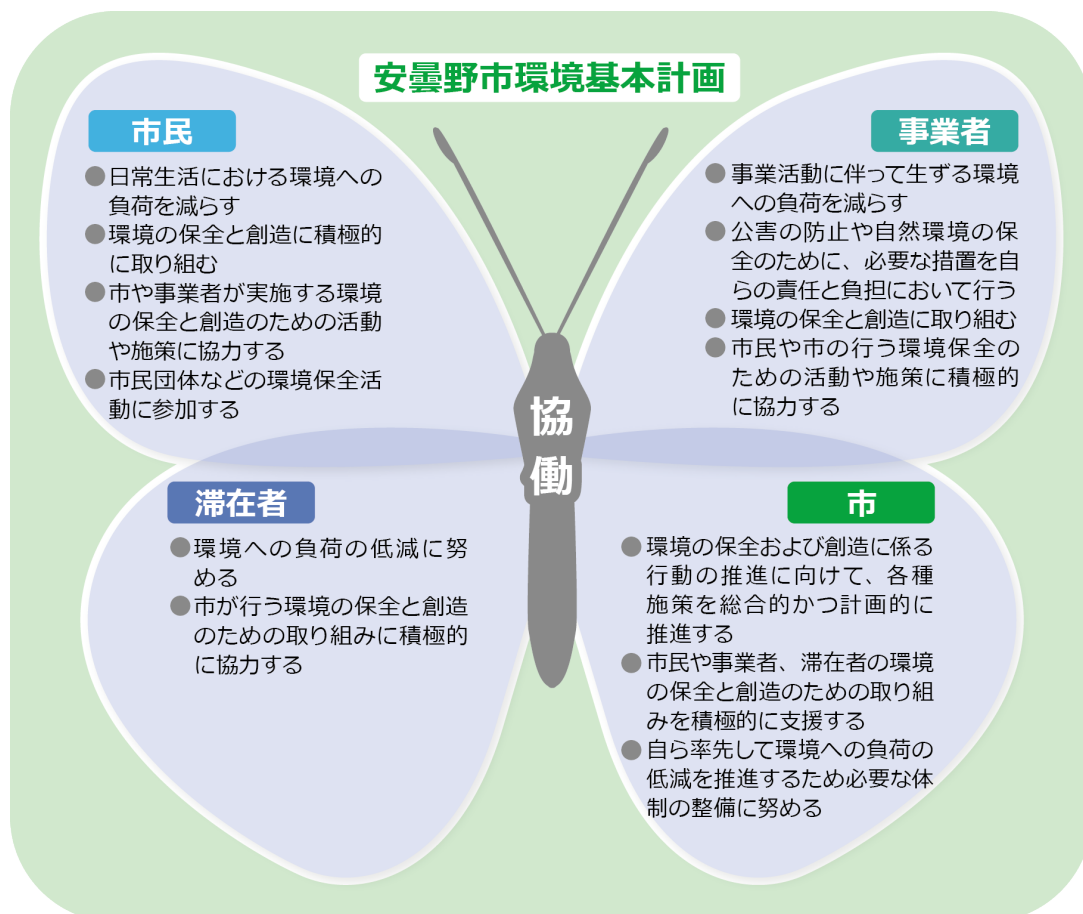 安曇野市環境基本計画
市民
●日常生活における環境への
負荷を減らす
●環境の保全と創造に積極的
に取り組む
●市や事業者が実施する環境
の保全と創造のための活動
や施策に協力する
●市民団体などの環境保全活
動に参加する
事業者
●事業活動に伴って生ずる環境
への負荷を減らす
●公害の防止や自然環境の保
全のために、必要な措置を自
らの責任と負担において行う
●環境の保全と創造に取り組む
●市民や市の行う環境保全の
ための活動や施策に積極的
に協力する
協
働
滞在者
●環境への負荷の低減に努
める
●市が行う環境の保全と創造
のための取り組みに積極的
に協力する
市
●環境の保全および創造に係る
行動の推進に向けて、各種
施策を総合的かつ計画的に
推進する
●市民や事業者、滞在者の環境
の保全と創造のための取り組
みを積極的に支援する
●自ら率先して環境への負荷の
低減を推進するため必要な体
制の整備に努める